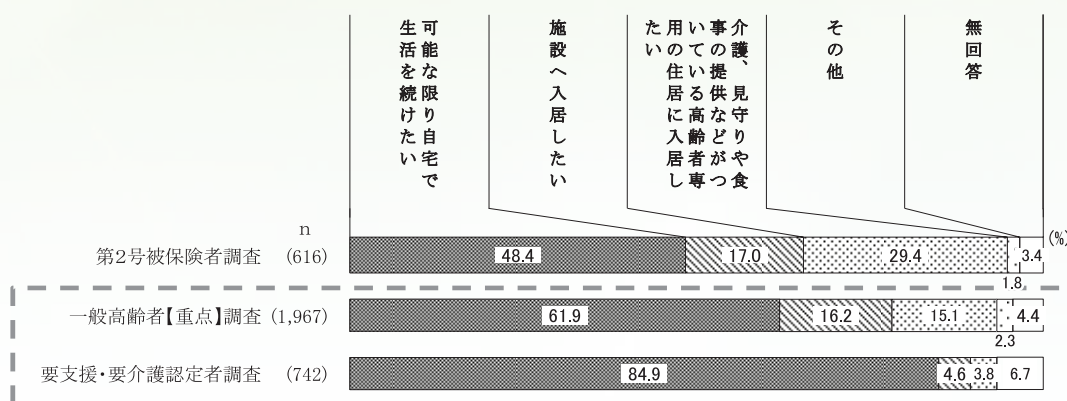 可能な限り自宅で
生活を続けたい
施設へ入居したい
介護、見守りや食
事の提供などがつ
いている高齢者専
用の住居に入居し
たい
その他
無回答
n
(%)
第2号被保険者調査 (616) 48.4 17.0 29.4 1.8 3.4
一般高齢者【重点】調査 (1,967) 61.9 16.2 15.1 2.3 4.4
要支援・要介護認定者調査 (742) 84.9 4.6 3.8 6.7